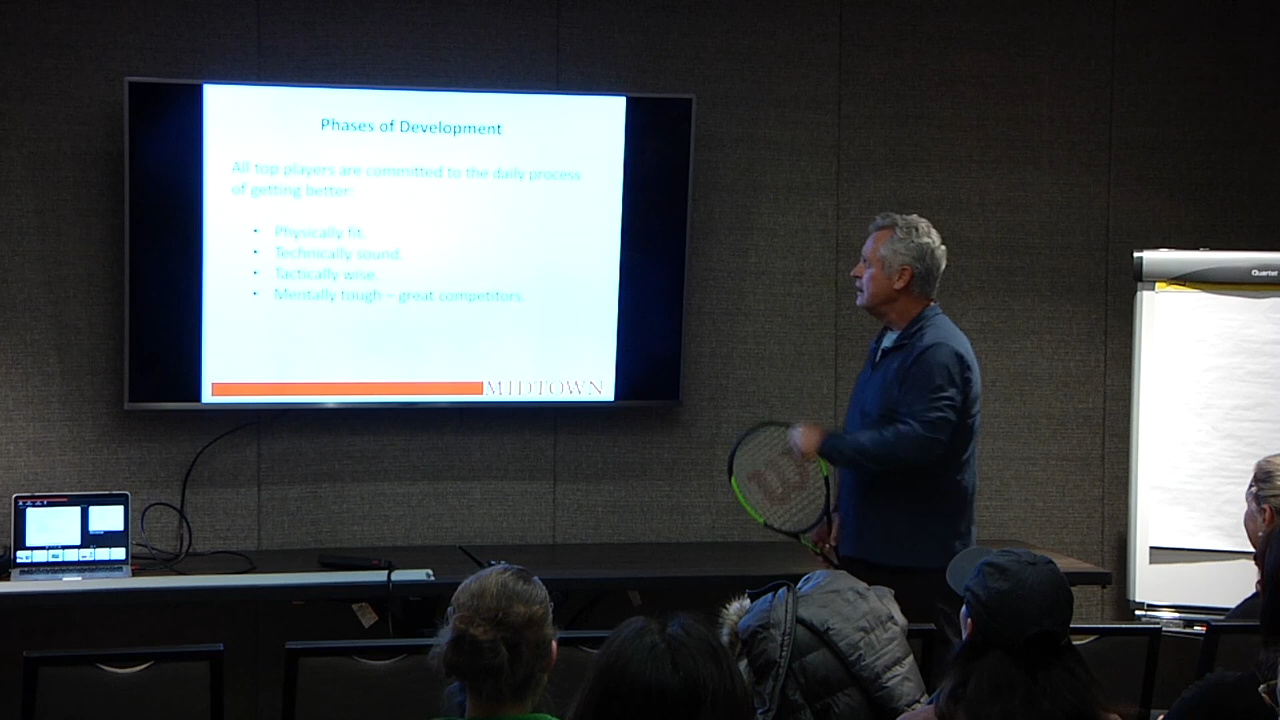 Phases of Development
All top players are committed to the daily process
of getting better:
• Physically fit.
• Technically sound.
• Tactically wise.
• Mentally tough – great competitors.
MIDTOWN
Quartet
W